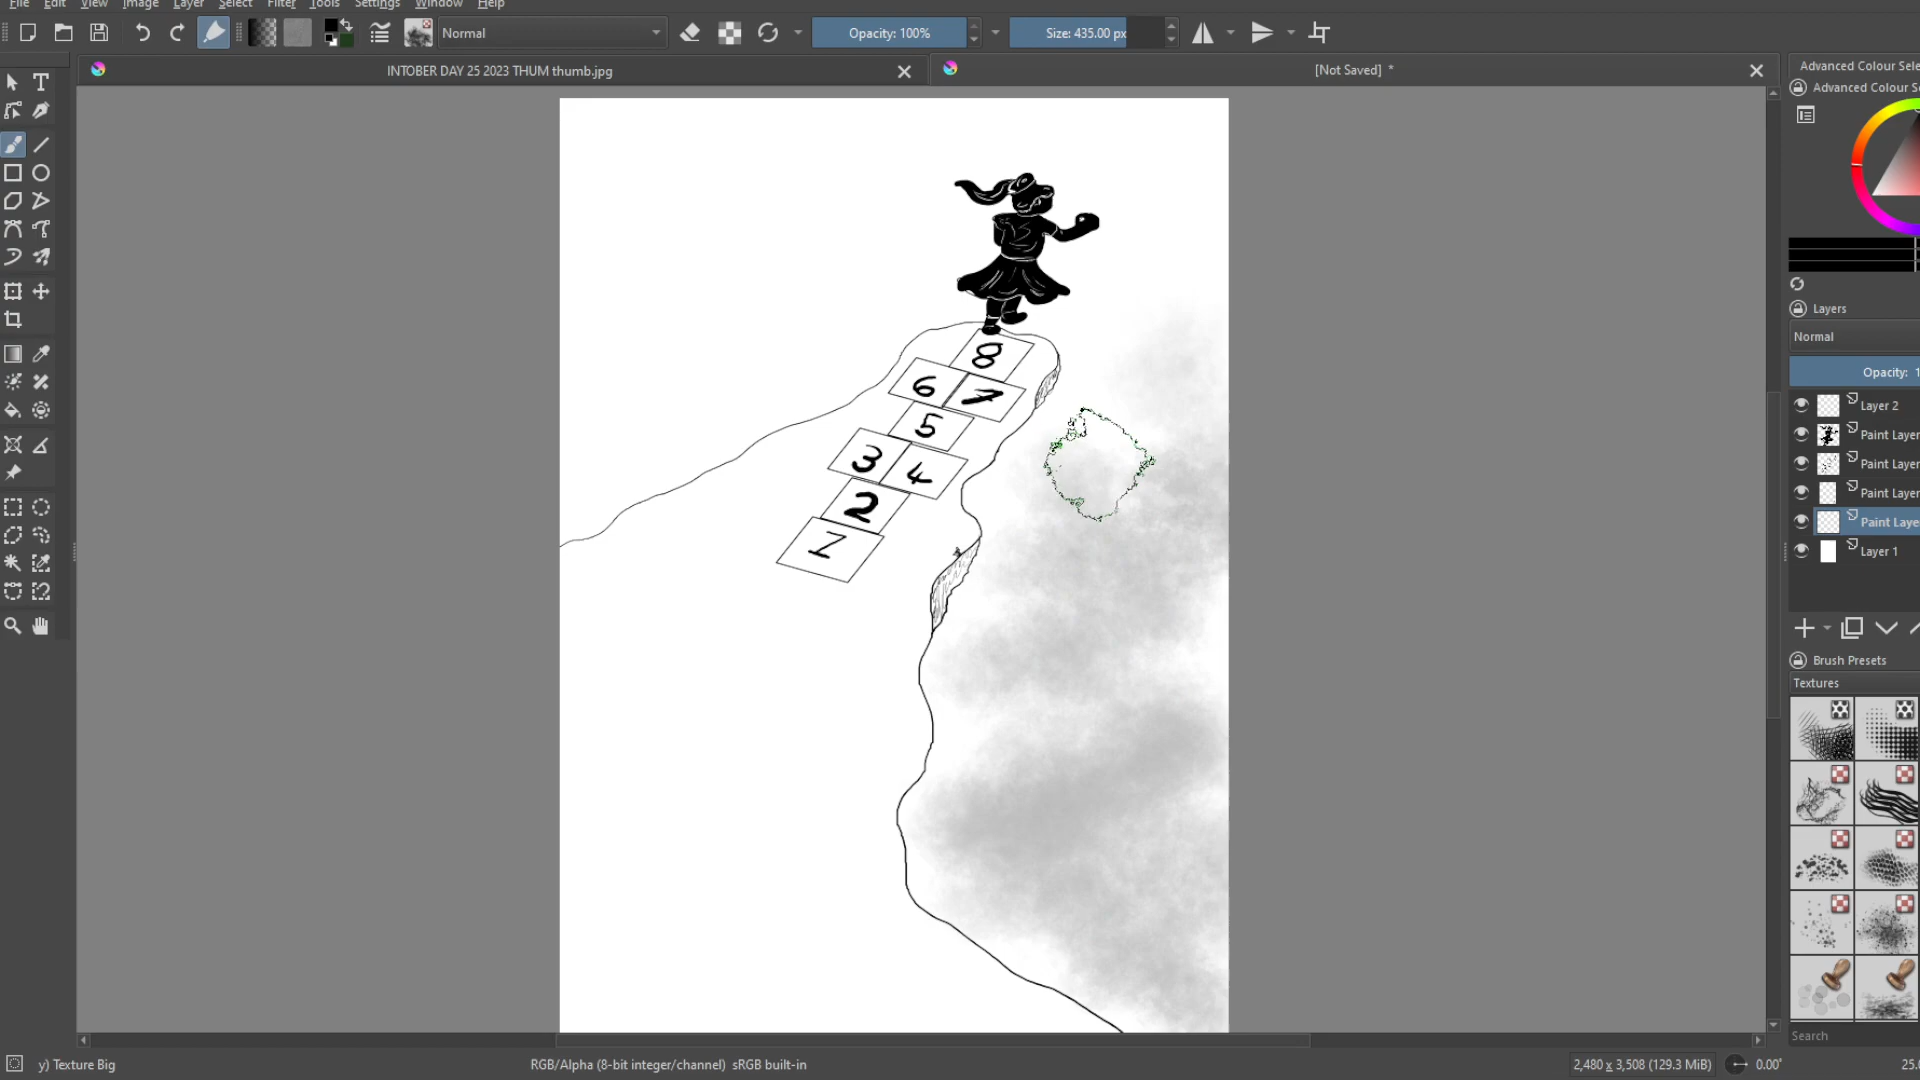 File Edit View Image Layer Select Filter Tools Settings Window Help
Normal
Opacity: 100%
Size: 435.00 px
INTOBER DAY 25 2023 THUM thumb.jpg
[Not Saved] *
Advanced Colour Sele
Advanced Colour Se
Layers
Normal
Opacity: 1
Layer 2
Paint Layer
Paint Layer
Paint Layer
Paint Laye
Layer 1
Brush Presets
Textures
Search
8
6 7
5
3 4
2
1
y) Texture Big
RGB/Alpha (8-bit integer/channel) sRGB built-in
2,480 x 3,508 (129.3 MiB)
0.00°
25.0